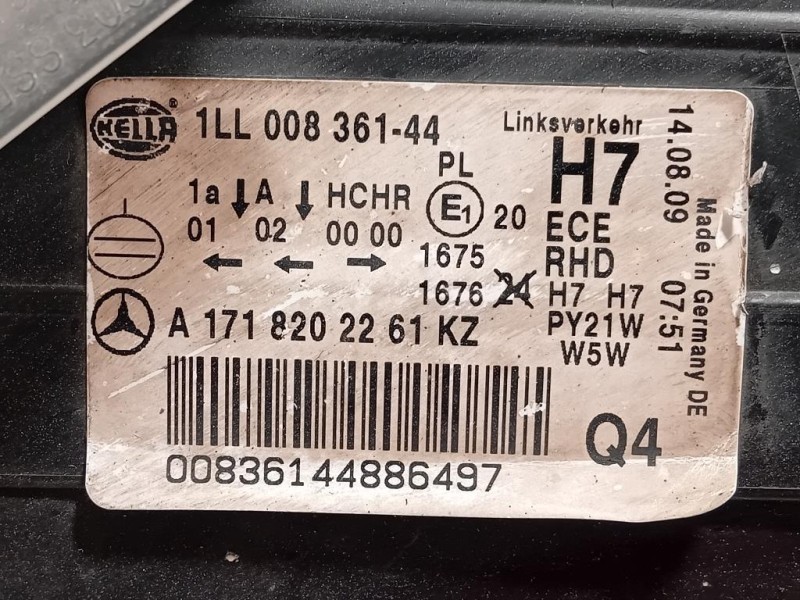 HELLA ®
1LL 008 361-44
Linksverkehr
PL
H7
1a A HCHR
01 02 00 00
E1 20
ECE
1675
RHD
1676 24 H7 H7
A 171 820 22 61 KZ
PY21W
W5W
00836144886497
Q4
14.08.09 07:51
Made in Germany DE